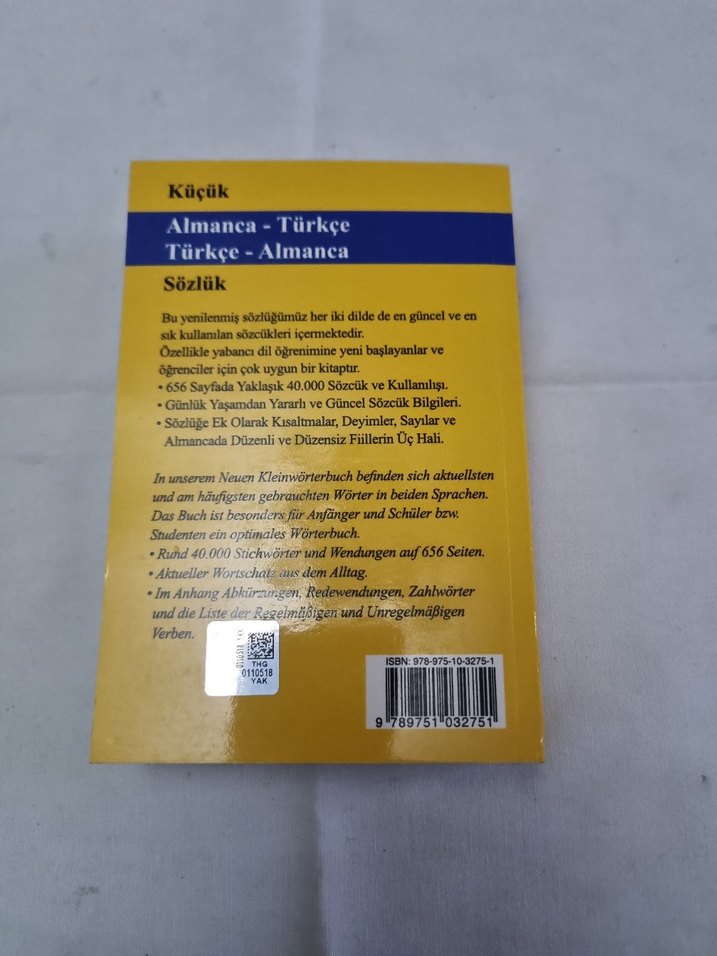 Küçük
Almanca - Türkçe
Türkçe - Almanca
Sözlük
Bu yenilenmiş sözlüğümüz her iki dilde de en güncel ve en
sık kullanılan sözcükleri içermektedir.
Özellikle yabancı dil öğrenimine yeni başlayanlar ve
öğrenciler için çok uygun bir kitaptır.
• 656 Sayfada Yaklaşık 40.000 Sözcük ve Kullanılışı.
• Günlük Yaşamdan Yararlı ve Güncel Sözcük Bilgileri.
• Sözlüğe Ek Olarak Kısaltmalar, Deyimler, Sayılar ve
Almancada Düzenli ve Düzensiz Fiillerin Üç Hali.
In unserem Neuen Kleinwörterbuch befinden sich aktuellsten
und am häufigsten gebrauchten Wörter in beiden Sprachen.
Das Buch ist besonders für Anfänger und Schüler bzw.
Studenten ein optimales Wörterbuch.
• Rund 40.000 Stichwörter und Wendungen auf 656 Seiten.
• Aktueller Wortschatz aus dem Alltag.
• Im Anhang Abkürzungen, Redewendungen, Zahlwörter
und die Liste der Regelmäßigen und Unregelmäßigen
Verben.
0110518 YAK
THG
0110518
YAK
ISBN: 978-975-10-3275-1
9 789751 032751